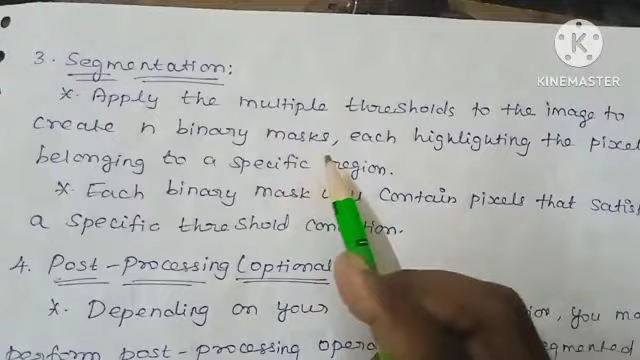 K
KINEMASTER
3. Segmentation:
*. Apply the multiple thresholds to the image to
create n binary masks, each highlighting the pixel
belonging to a specific region.
*. Each binary mask contain pixels that satis
a specific threshold condition.
4. Post-Processing (optional
*. Depending on your you ma
perform post-processing segmented